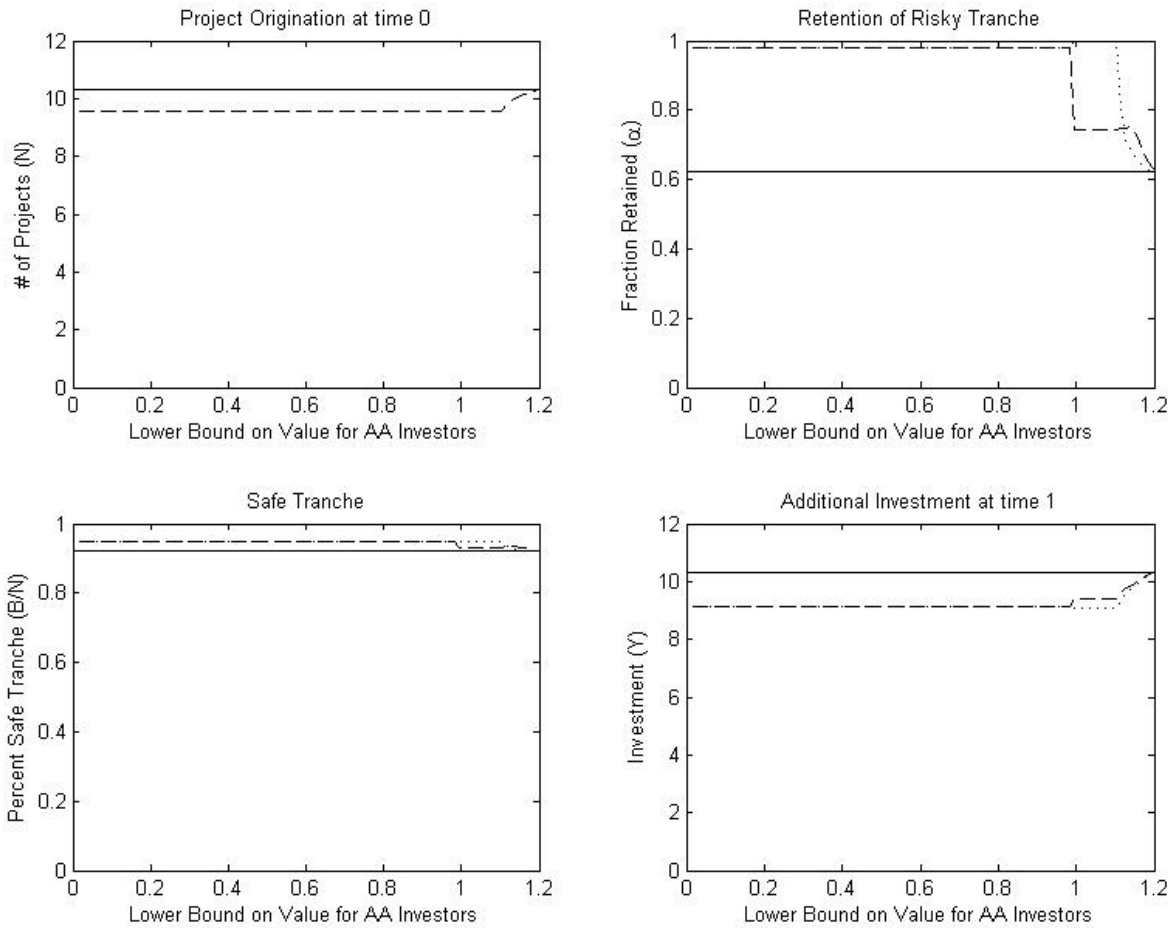 Project Origination at time 0
12
10
8
6
4
2
0
# of Projects (N)
0 0.2 0.4 0.6 0.8 1 1.2
Lower Bound on Value for AA Investors
Retention of Risky Tranche
1
0.8
0.6
0.4
0.2
0
Fraction Retained (α)
0 0.2 0.4 0.6 0.8 1 1.2
Lower Bound on Value for AA Investors
Safe Tranche
1
0.8
0.6
0.4
0.2
0
Percent Safe Tranche (B/N)
0 0.2 0.4 0.6 0.8 1 1.2
Lower Bound on Value for AA Investors
Additional Investment at time 1
12
10
8
6
4
2
0
Investment (Y)
0 0.2 0.4 0.6 0.8 1 1.2
Lower Bound on Value for AA Investors